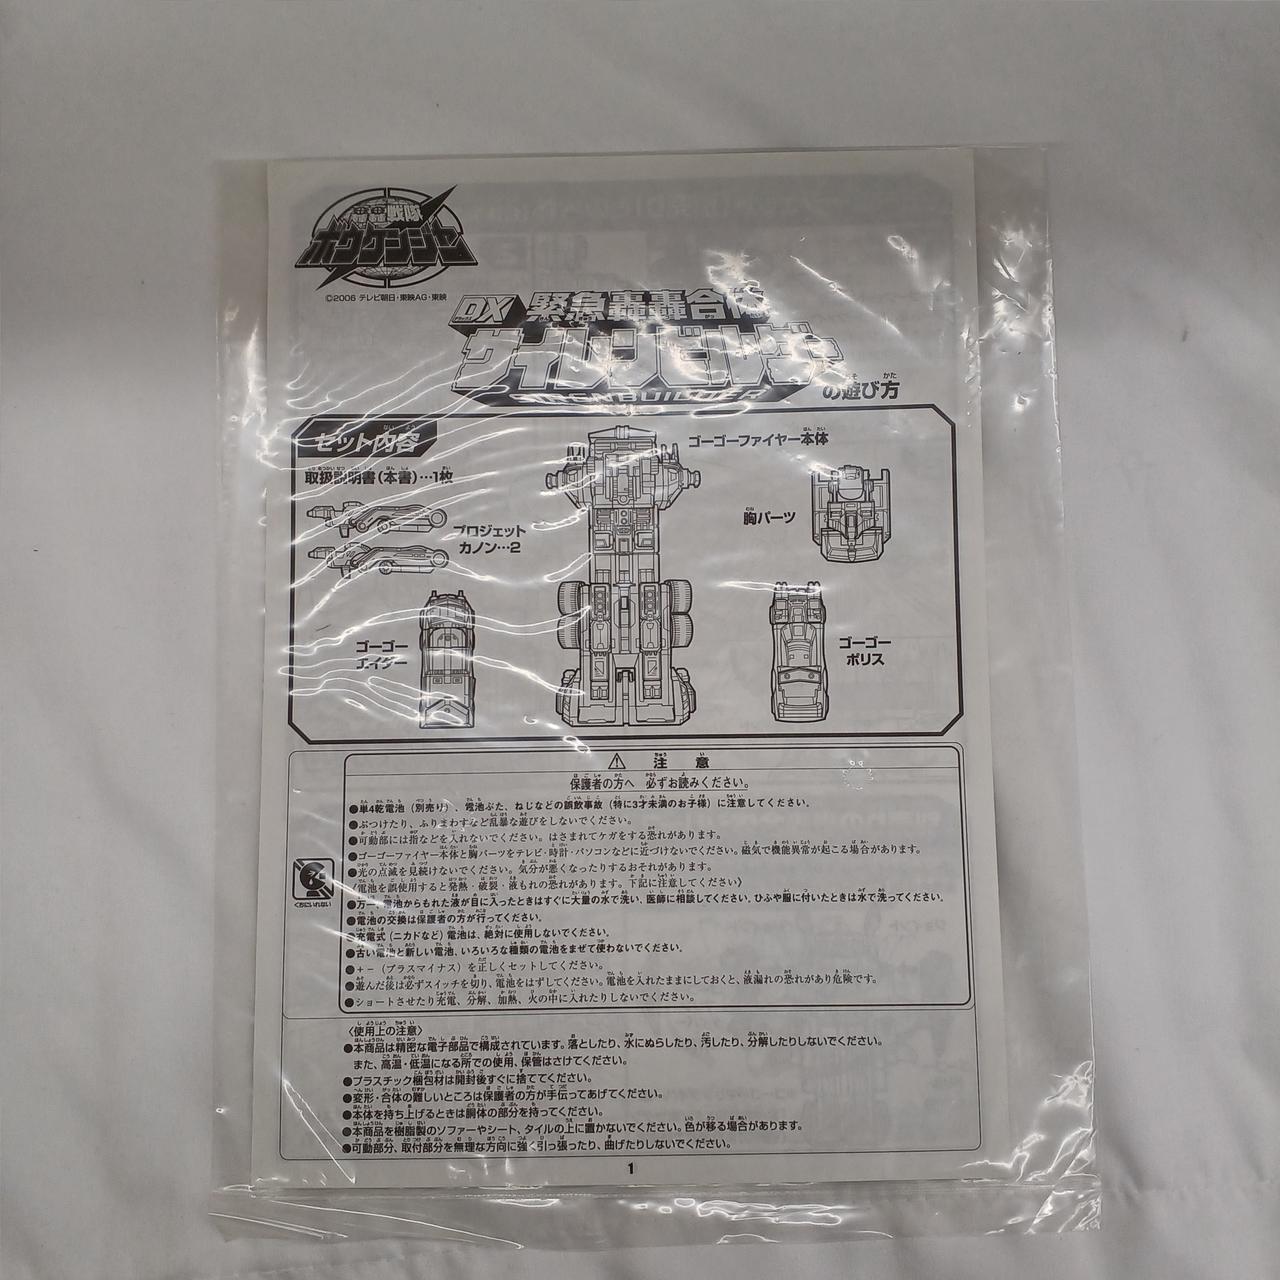 轟轟戦隊
ボウケンジャー
©2006 テレビ朝日・東映AG・東映
DX 緊急轟轟合体
デラックス
サイレンビルダー
SIREN BUILDER
の遊び方
セット内容
取扱説明書(本書)…1枚
プロジェット
カノン…2
ゴーゴーファイヤー本体
胸パーツ
ゴーゴー
エイダー
ゴーゴー
ポリス
⚠ 注 意
保護者の方へ 必ずお読みください。
●単4乾電池(別売り)、電池ぶた、ねじなどの誤飲事故(特に3才未満のお子様)に注意してください。
●ぶつけたり、ふりまわすなど乱暴な遊びをしないでください。
●可動部には指などを入れないでください。はさまれてケガをする恐れがあります。
●ゴーゴーファイヤー本体と胸パーツをテレビ・時計・パソコンなどに近づけないでください。磁気で機能異常が起こる場合があります。
●光の点滅を見続けないでください。気分が悪くなったりするおそれがあります。
《電池を誤使用すると発熱・破裂・液もれの恐れがあります。下記に注意してください》
●万一、電池からもれた液が目に入ったときはすぐに大量の水で洗い、医師に相談してください。ひふや服に付いたときは水で洗ってください。
●電池の交換は保護者の方が行ってください。
●充電式(ニカドなど)電池は、絶対に使用しないでください。
●古い電池と新しい電池、いろいろな種類の電池をまぜて使わないでください。
●+−(プラスマイナス)を正しくセットしてください。
●遊んだ後は必ずスイッチを切り、電池をはずしてください。電池を入れたままにしておくと、液漏れの恐れがあり危険です。
●ショートさせたり充電、分解、加熱、火の中に入れたりしないでください。
くちにいれない
〈使用上の注意〉
●本商品は精密な電子部品で構成されています。落としたり、水にぬらしたり、汚したり、分解したりしないでください。
また、高温・低温になる所での使用、保管はさけてください。
●プラスチック梱包材は開封後すぐに捨ててください。
●変形・合体の難しいところは保護者の方が手伝ってあげてください。
●本体を持ち上げるときは胴体の部分を持ってください。
●本商品を樹脂製のソファーやシート、タイルの上に置かないでください。色が移る場合があります。
●可動部分、取付部分を無理な方向に強く引っ張ったり、曲げたりしないでください。
1